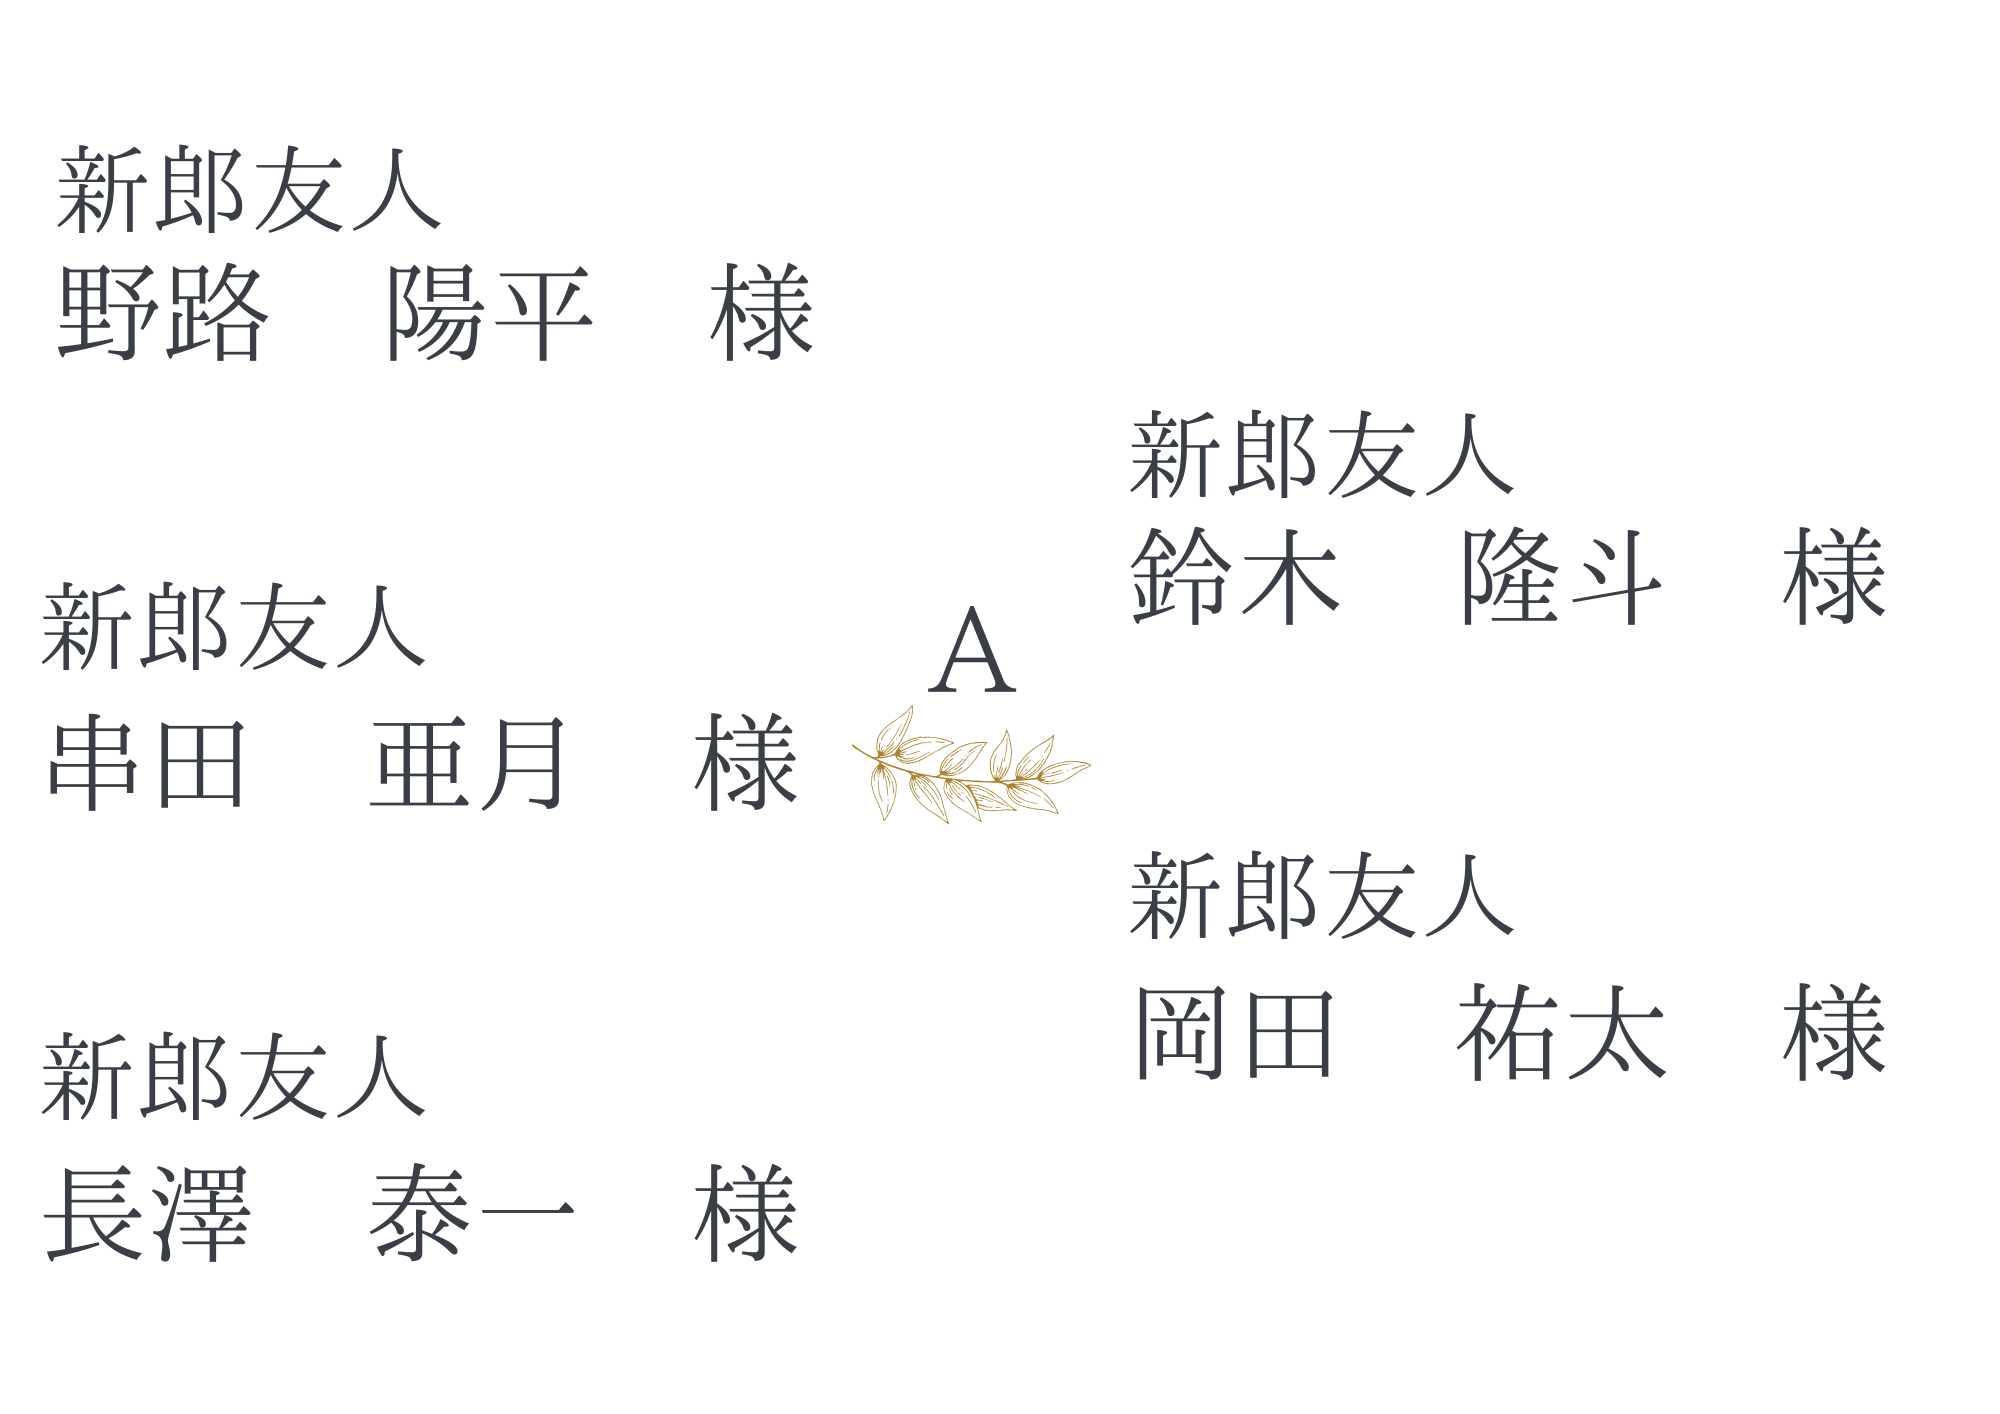 新郎友人
野路　陽平　様
新郎友人
串田　亜月　様
新郎友人
長澤　泰一　様
A
新郎友人
鈴木　隆斗　様
新郎友人
岡田　祐太　様